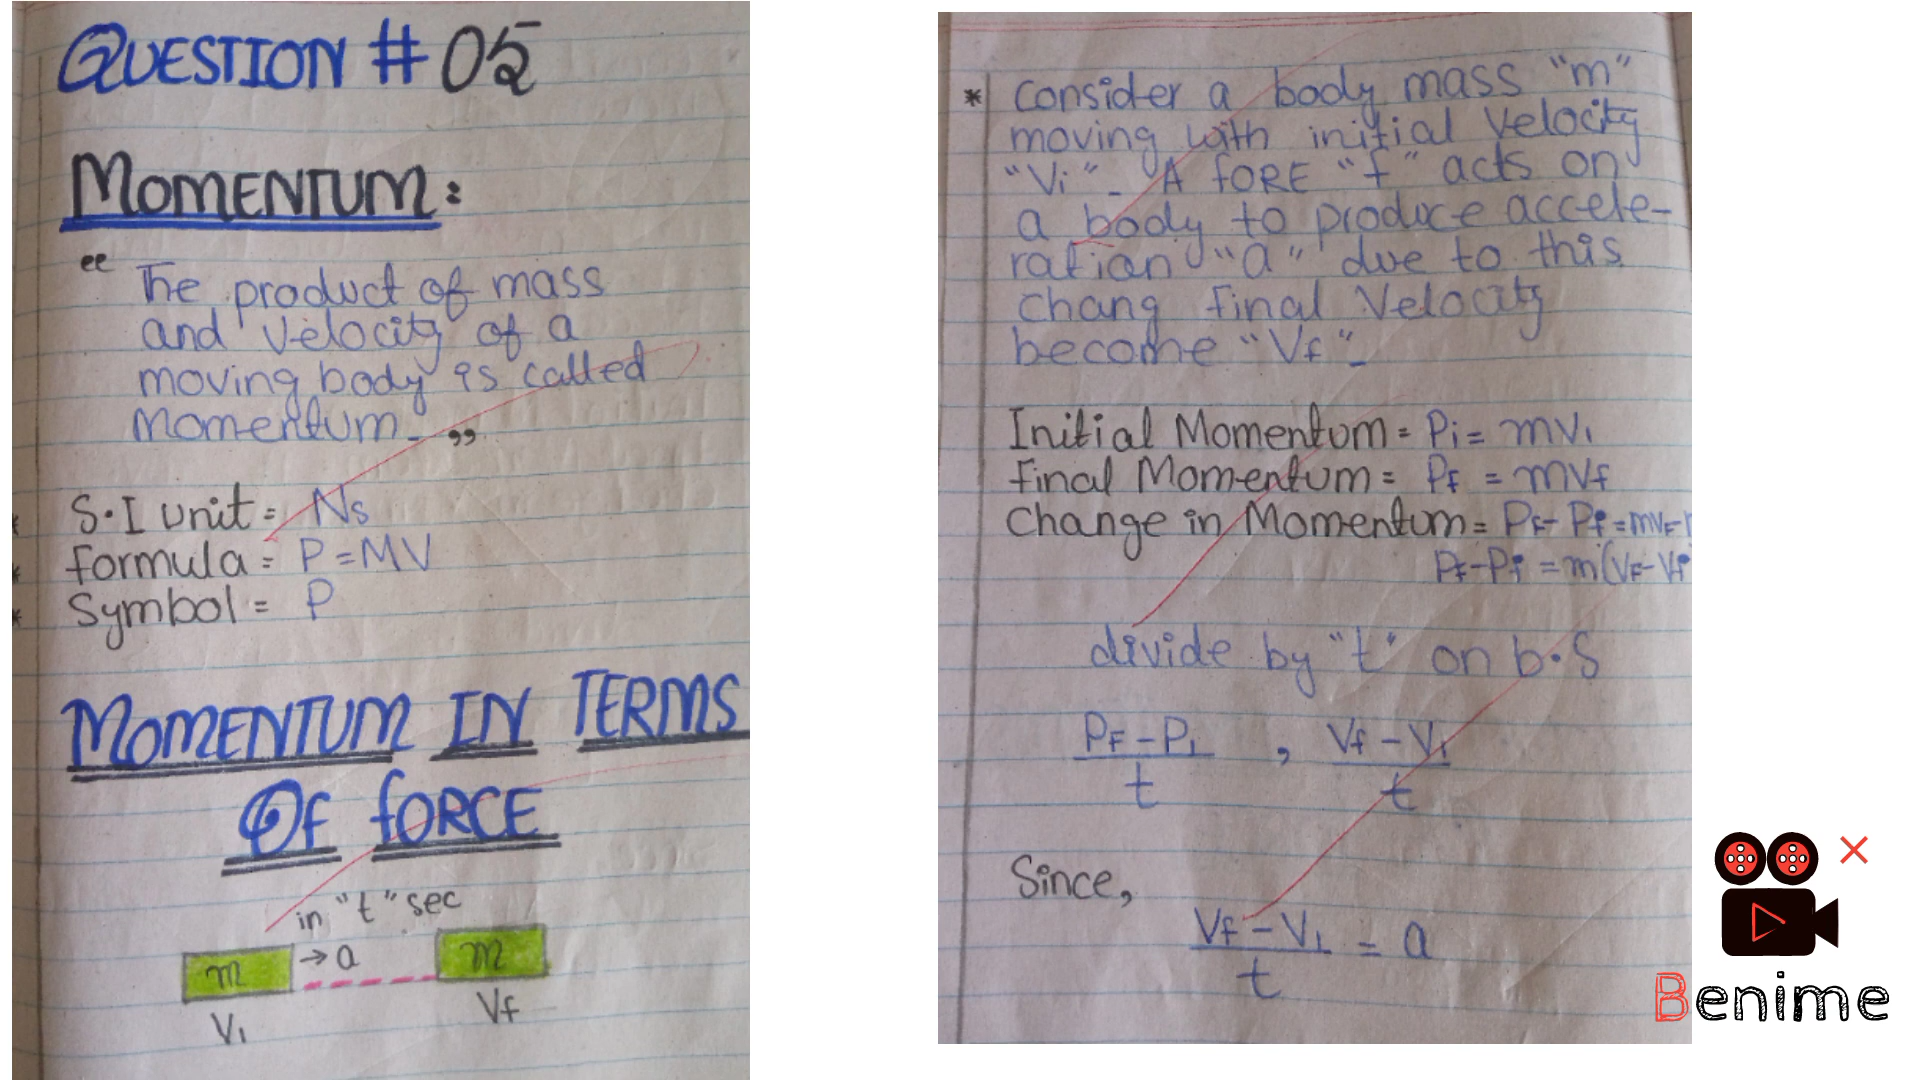 QUESTION # 05
MOMENTUM:
“ The product of mass
and velocity of a
moving body is called
Momentum. ”
* S.I unit = Ns
* formula = P=MV
* Symbol = P
MOMENTUM IN TERMS
OF FORCE
in "t" sec
m → a m
Vi Vf
* Consider a body mass "m"
moving with initial Velocity
"Vi". A FORE "f" acts on
a body to produce accele-
ration "a" due to this
chang final Velocity
become "Vf".
Initial Momentum = Pi = mVi
final Momentum = Pf = mVf
Change in Momentum = Pf - Pi = mVf -
Pf - Pi = m(Vf - Vi
divide by "t" on b.S
Pf - Pi , Vf - Vi
t t
Since,
Vf - Vi = a
t
Benime